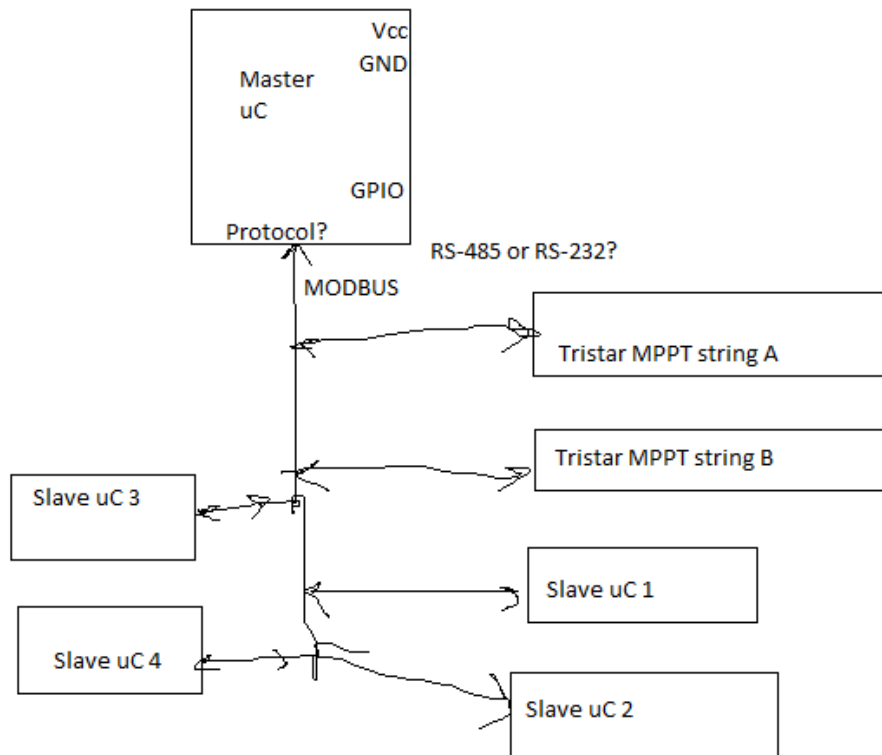 Vcc
GND
Master
uC
GPIO
Protocol?
RS-485 or RS-232?
MODBUS
Tristar MPPT string A
Tristar MPPT string B
Slave uC 3
Slave uC 1
Slave uC 4
Slave uC 2